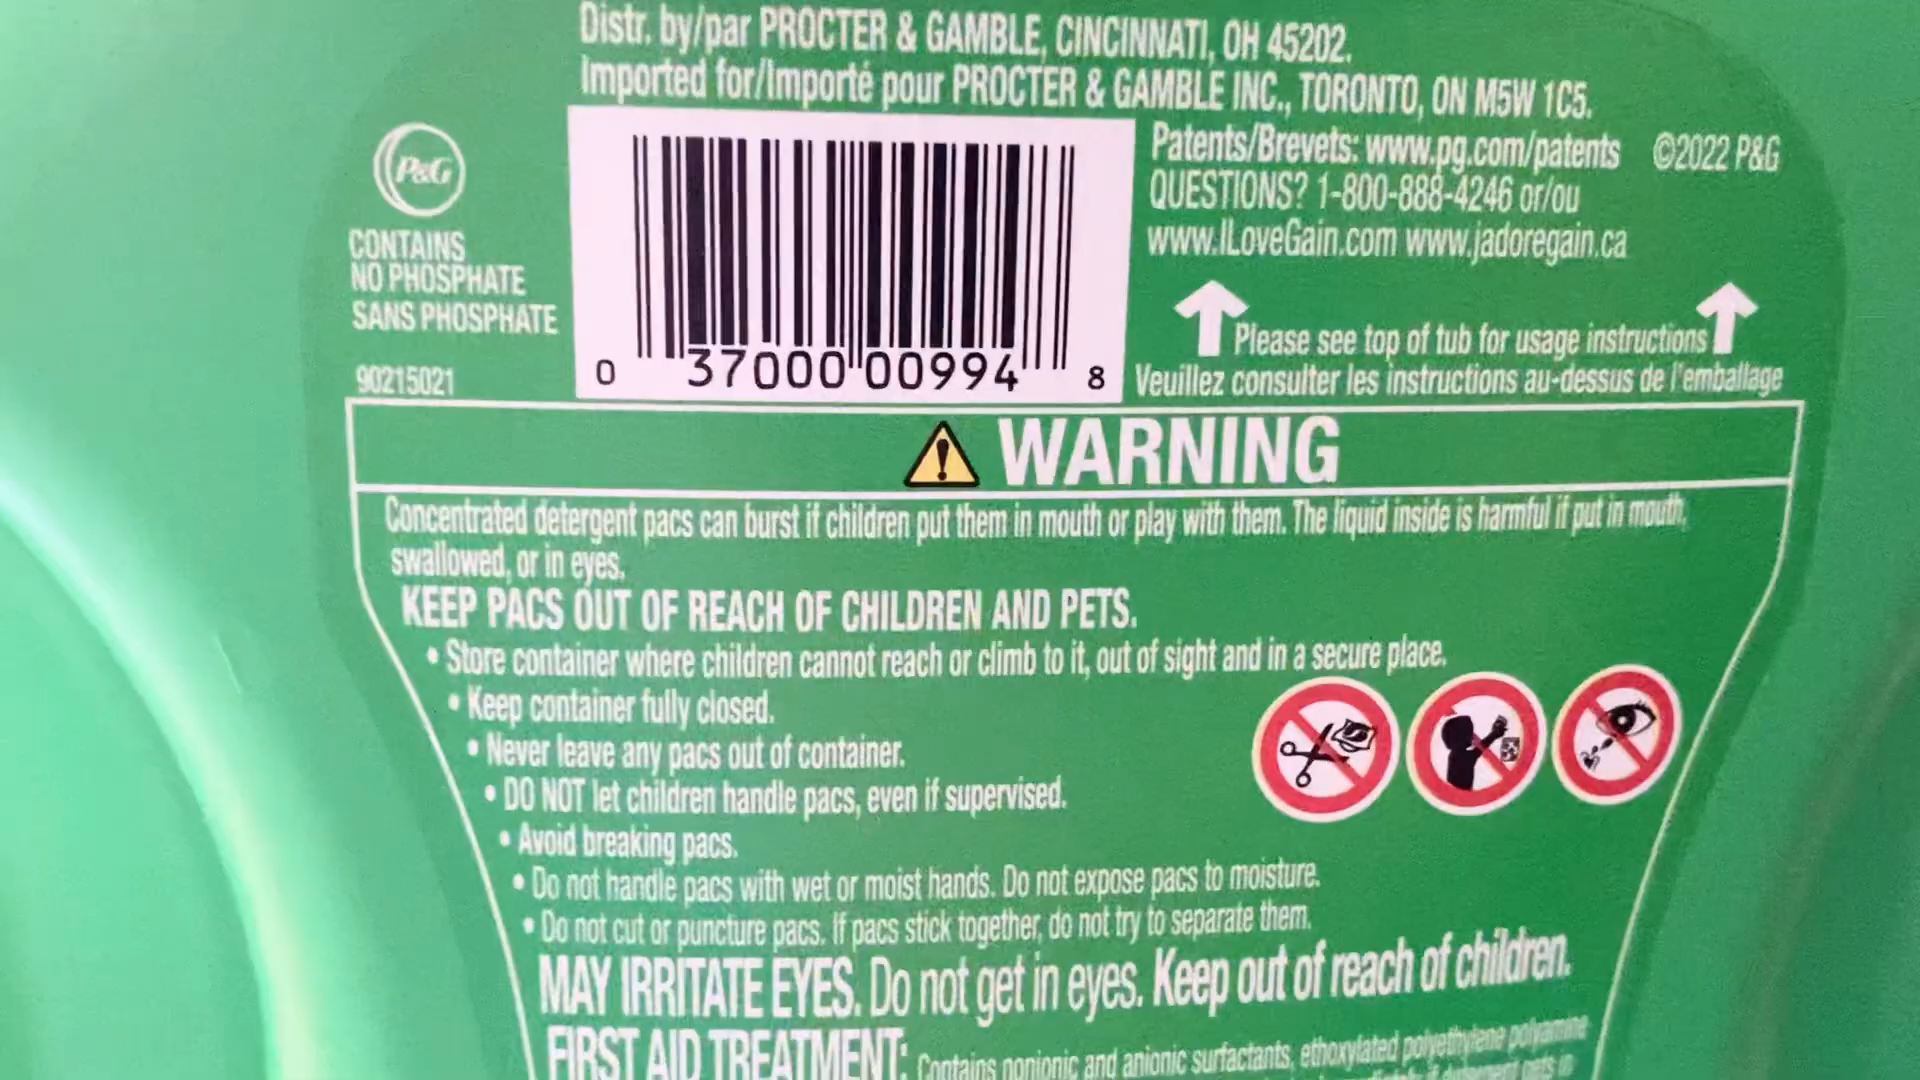 Distr. by/par PROCTER & GAMBLE, CINCINNATI, OH 45202.
Imported for/Importé pour PROCTER & GAMBLE INC., TORONTO, ON M5W 1C5.
P&G
CONTAINS
NO PHOSPHATE
SANS PHOSPHATE
90215021
0 37000 00994 8
Patents/Brevets: www.pg.com/patents ©2022 P&G
QUESTIONS? 1-800-888-4246 or/ou
www.ILoveGain.com www.jadoregain.ca
Please see top of tub for usage instructions
Veuillez consulter les instructions au-dessus de l'emballage
WARNING
Concentrated detergent pacs can burst if children put them in mouth or play with them. The liquid inside is harmful if put in mouth,
swallowed, or in eyes.
KEEP PACS OUT OF REACH OF CHILDREN AND PETS.
• Store container where children cannot reach or climb to it, out of sight and in a secure place.
• Keep container fully closed.
• Never leave any pacs out of container.
• DO NOT let children handle pacs, even if supervised.
• Avoid breaking pacs.
• Do not handle pacs with wet or moist hands. Do not expose pacs to moisture.
• Do not cut or puncture pacs. If pacs stick together, do not try to separate them.
MAY IRRITATE EYES. Do not get in eyes. Keep out of reach of children.
FIRST AID TREATMENT: Contains nonionic and anionic surfactants, ethoxylated polyethylene polyamine